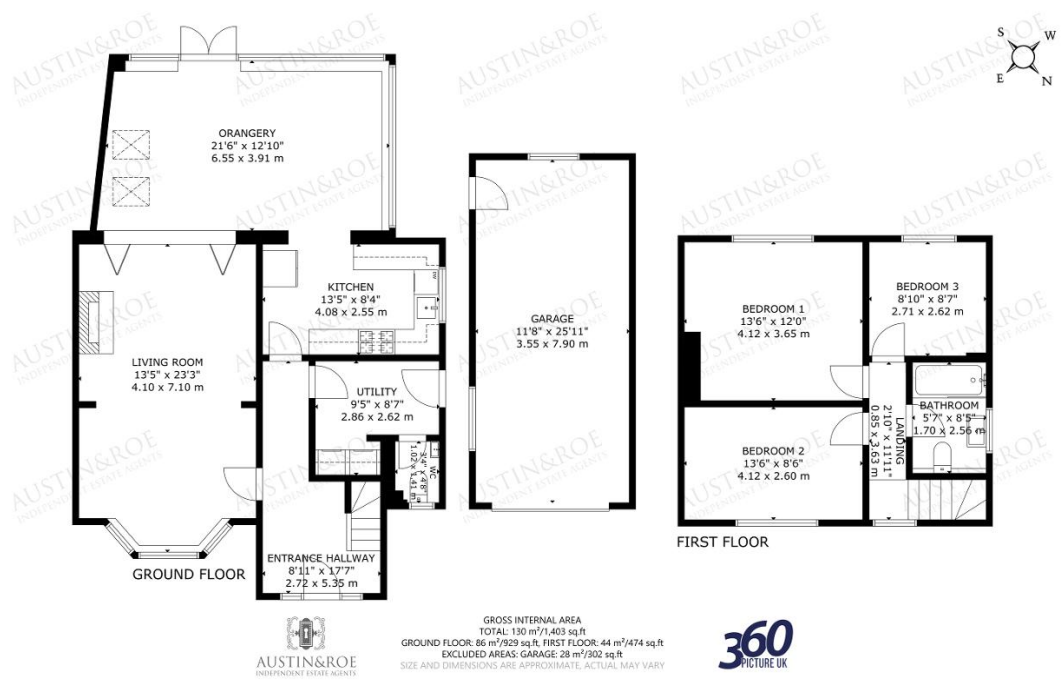 S
W
E
N
ORANGERY
21'6" x 12'10"
6.55 x 3.91 m
KITCHEN
13'5" x 8'4"
4.08 x 2.55 m
DW
LIVING ROOM
13'5" x 23'3"
4.10 x 7.10 m
UTILITY
9'5" x 8'7"
2.86 x 2.62 m
WC
3'4" x 4'8"
1.02 x 1.41 m
ENTRANCE HALLWAY
8'11" x 17'7"
2.72 x 5.35 m
GROUND FLOOR
GARAGE
11'8" x 25'11"
3.55 x 7.90 m
BEDROOM 1
13'6" x 12'0"
4.12 x 3.65 m
BEDROOM 3
8'10" x 8'7"
2.71 x 2.62 m
BEDROOM 2
13'6" x 8'6"
4.12 x 2.60 m
LANDING
2'10" x 11'11"
0.85 x 3.63 m
BATHROOM
5'7" x 8'5"
1.70 x 2.56 m
FIRST FLOOR
AUSTIN&ROE
INDEPENDENT ESTATE AGENTS
GROSS INTERNAL AREA
TOTAL: 130 m²/1,403 sq.ft
GROUND FLOOR: 86 m²/929 sq.ft, FIRST FLOOR: 44 m²/474 sq.ft
EXCLUDED AREAS: GARAGE: 28 m²/302 sq.ft
SIZE AND DIMENSIONS ARE APPROXIMATE, ACTUAL MAY VARY
360
PICTURE UK